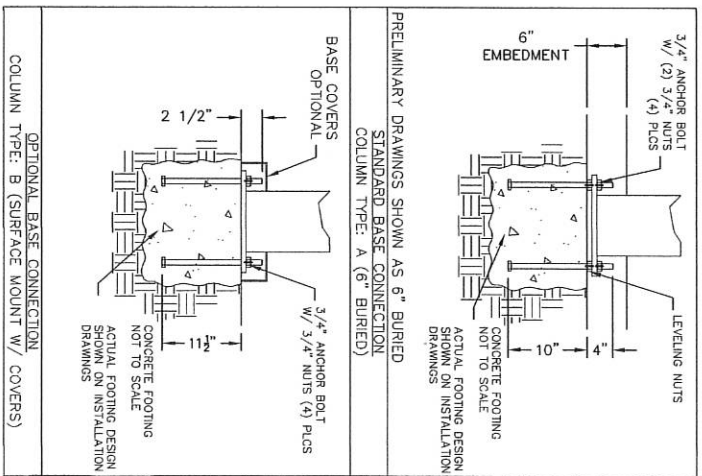 3/4" ANCHOR BOLT
W/ (2) 3/4" NUTS
(4) PLCS
6"
EMBEDMENT
LEVELING NUTS
10"
4"
CONCRETE FOOTING
NOT TO SCALE
ACTUAL FOOTING DESIGN
SHOWN ON INSTALLATION
DRAWINGS
PRELIMINARY DRAWINGS SHOWN AS 6" BURIED
STANDARD BASE CONNECTION
COLUMN TYPE: A (6" BURIED)
BASE COVERS
OPTIONAL
2 1/2"
3/4" ANCHOR BOLT
W/ 3/4" NUTS (4) PLCS
11½"
CONCRETE FOOTING
NOT TO SCALE
ACTUAL FOOTING DESIGN
SHOWN ON INSTALLATION
DRAWINGS
OPTIONAL BASE CONNECTION
COLUMN TYPE: B (SURFACE MOUNT W/ COVERS)